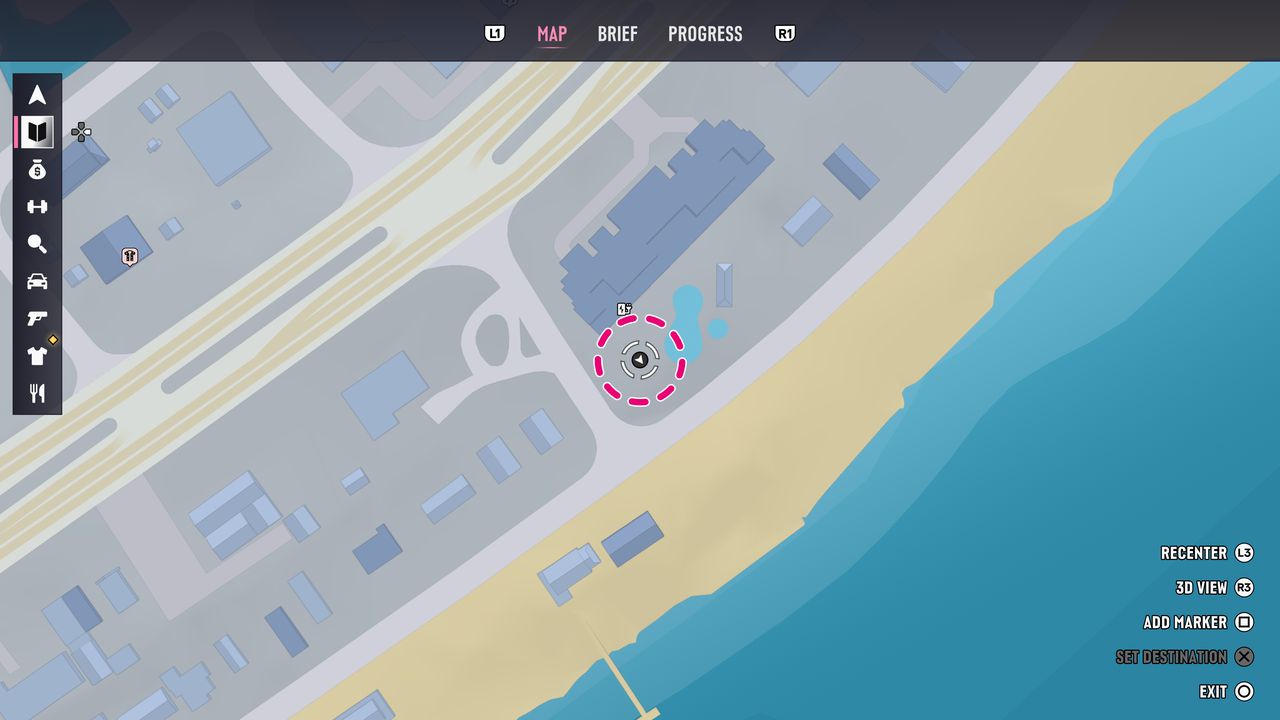 L1 MAP BRIEF PROGRESS R1
RECENTER L3
3D VIEW R3
ADD MARKER
SET DESTINATION
EXIT